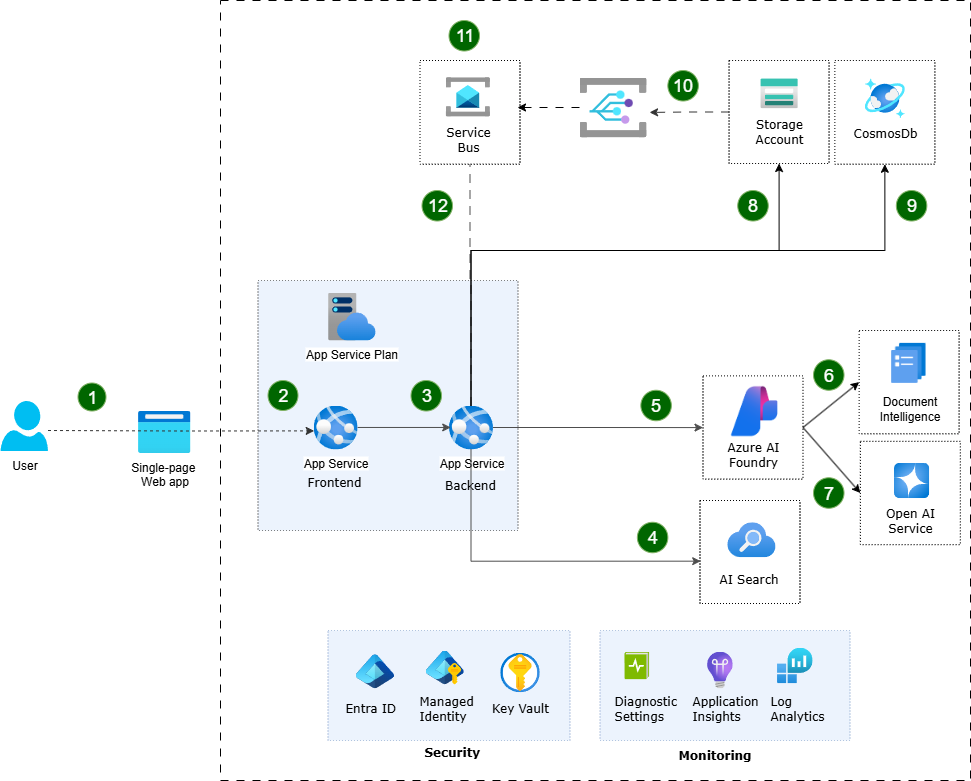 11
10
Service
Bus
Storage
Account
CosmosDb
12
8
9
App Service Plan
1
2
3
5
6
7
User
Single-page
Web app
App Service
Frontend
App Service
Backend
Azure AI
Foundry
Document
Intelligence
Open AI
Service
4
AI Search
Entra ID
Managed
Identity
Key Vault
Security
Diagnostic
Settings
Application
Insights
Log
Analytics
Monitoring